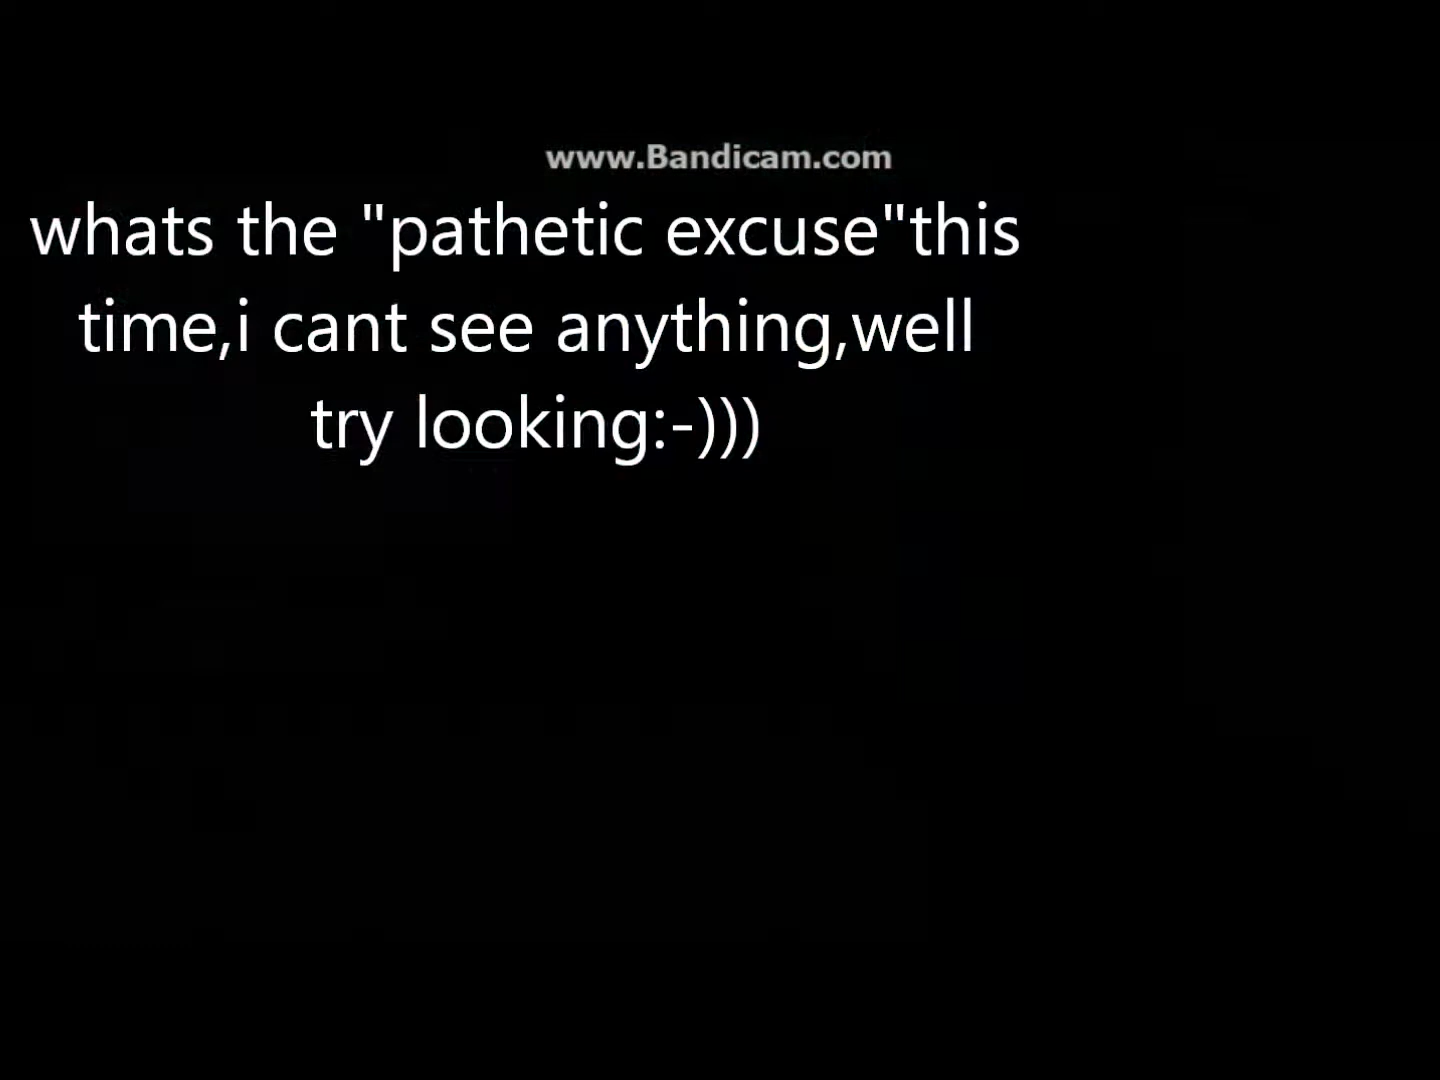 www.Bandicam.com
whats the "pathetic excuse"this
time,i cant see anything,well
try looking:-)))